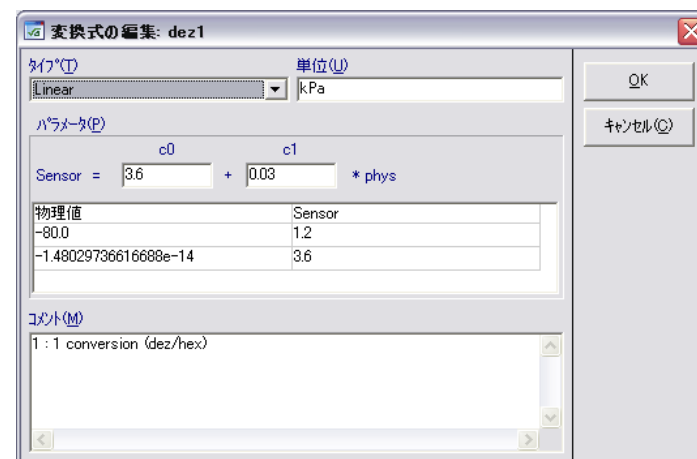 変換式の編集: dez1
ﾀｲﾌﾟ(T) 単位(U)
Linear kPa
OK
ｷｬﾝｾﾙ(C)
ﾊﾟﾗﾒｰﾀ(P)
c0 c1
Sensor = 3.6 + 0.03 * phys
物理値 Sensor
-80.0 1.2
-1.48029736616688e-14 3.6
ｺﾒﾝﾄ(M)
1 : 1 conversion (dez/hex)